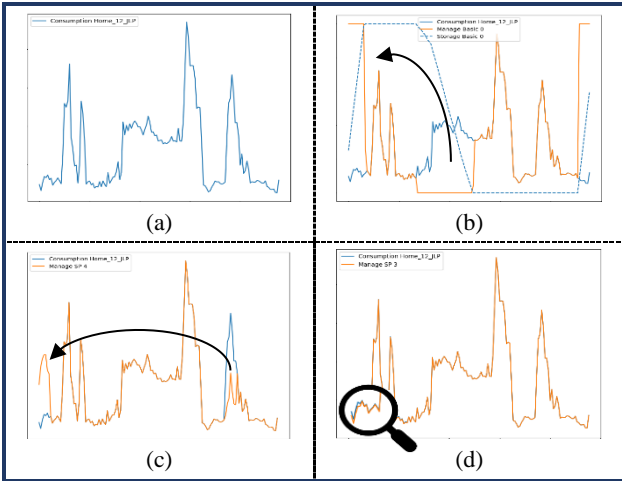 Consumption Home_12_JLP
(a)
Consumption Home_12_JLP
Manage Basic 0
Storage Basic 0
(b)
Consumption Home_12_JLP
Manage SP 4
(c)
Consumption Home_12_JLP
Manage SP 3
(d)